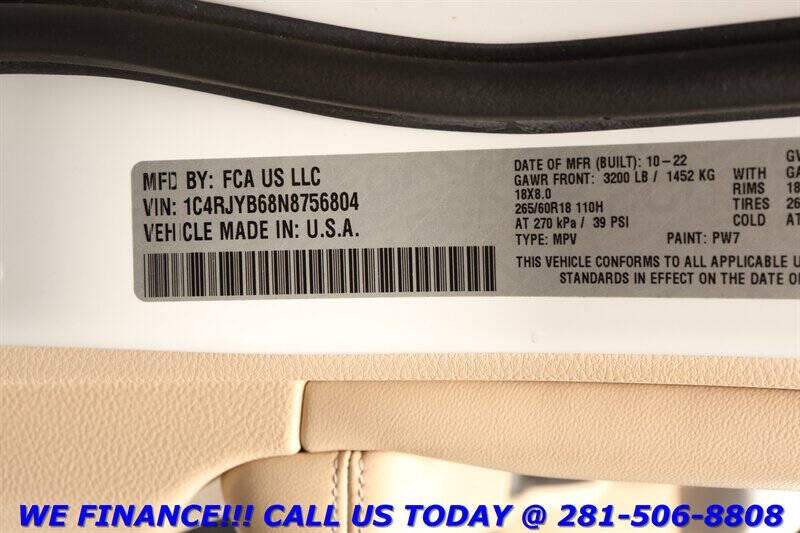 MFD BY: FCA US LLC
VIN: 1C4RJYB68N8756804
VEHICLE MADE IN: U.S.A.
DATE OF MFR (BUILT): 10-22
GAWR FRONT: 3200 LB / 1452 KG WITH
18X8.0 RIMS
265/60R18 110H TIRES
AT 270 kPa / 39 PSI COLD
TYPE: MPV PAINT: PW7
THIS VEHICLE CONFORMS TO ALL APPLICABLE
STANDARDS IN EFFECT ON THE DATE OF
WE FINANCE!!! CALL US TODAY @ 281-506-8808